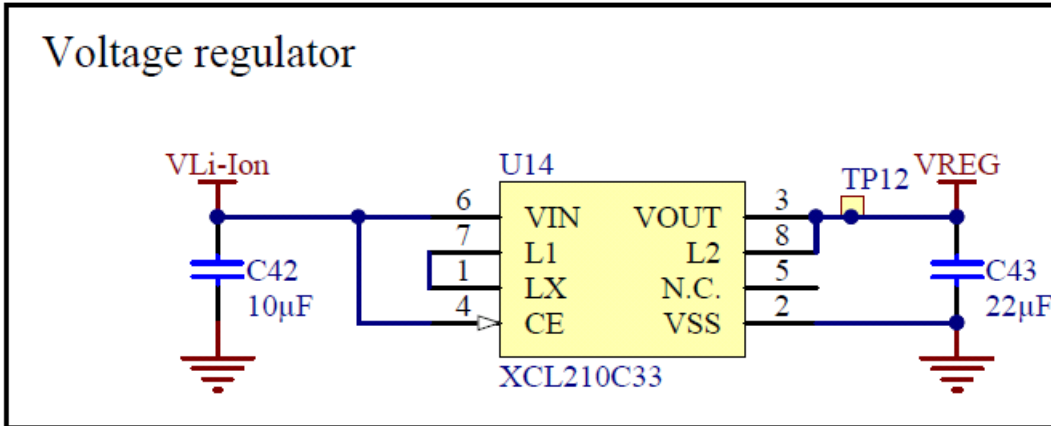 Voltage regulator
VLi-Ion
U14
TP12
VREG
6 VIN VOUT 3
7 L1 L2 8
1 LX N.C. 5
4 CE VSS 2
C42
10µF
C43
22µF
XCL210C33